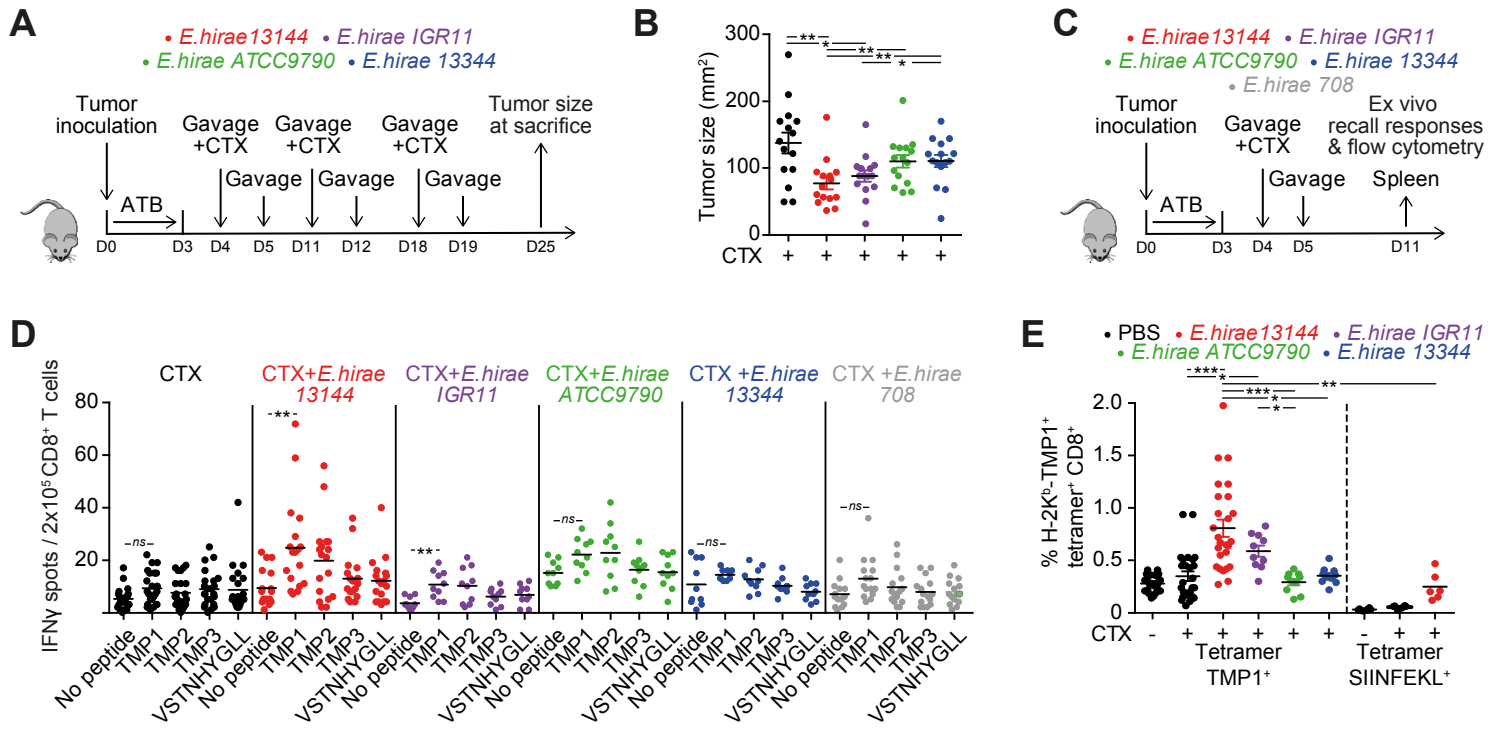 A
• E.hirae13144 • E.hirae IGR11
• E.hirae ATCC9790 • E.hirae 13344
Tumor
inoculation
Gavage
+CTX
Gavage
+CTX
Gavage
+CTX
Tumor size
at sacrifice
ATB
Gavage
Gavage
Gavage
D0 D3 D4 D5 D11 D12 D18 D19 D25
B
Tumor size (mm²)
300
200
100
0
**
*
**
**
*
CTX + + + + +
C
• E.hirae13144 • E.hirae IGR11
• E.hirae ATCC9790 • E.hirae 13344
• E.hirae 708
Tumor
inoculation
Gavage
+CTX
Ex vivo
recall responses
& flow cytometry
ATB
Gavage
Spleen
D0 D3 D4 D5 D11
D
IFNγ spots / 2x10⁵ CD8⁺ T cells
80
60
40
20
CTX
CTX+E.hirae
13144
CTX+E.hirae
IGR11
CTX+E.hirae
ATCC9790
CTX +E.hirae
13344
CTX +E.hirae
708
ns
**
**
ns
ns
ns
No peptide TMP1 TMP2 TMP3 VSTNHYGLL
No peptide TMP1 TMP2 TMP3 VSTNHYGLL
No peptide TMP1 TMP2 TMP3 VSTNHYGLL
No peptide TMP1 TMP2 TMP3 VSTNHYGLL
No peptide TMP1 TMP2 TMP3 VSTNHYGLL
No peptide TMP1 TMP2 TMP3 VSTNHYGLL
E
• PBS • E.hirae13144 • E.hirae IGR11
• E.hirae ATCC9790 • E.hirae 13344
% H-2Kᵇ-TMP1⁺
tetramer⁺ CD8⁺
2.0
1.5
1.0
0.5
0
***
*
**
***
*
*
CTX - + + + + + - + +
Tetramer
TMP1⁺
Tetramer
SIINFEKL⁺